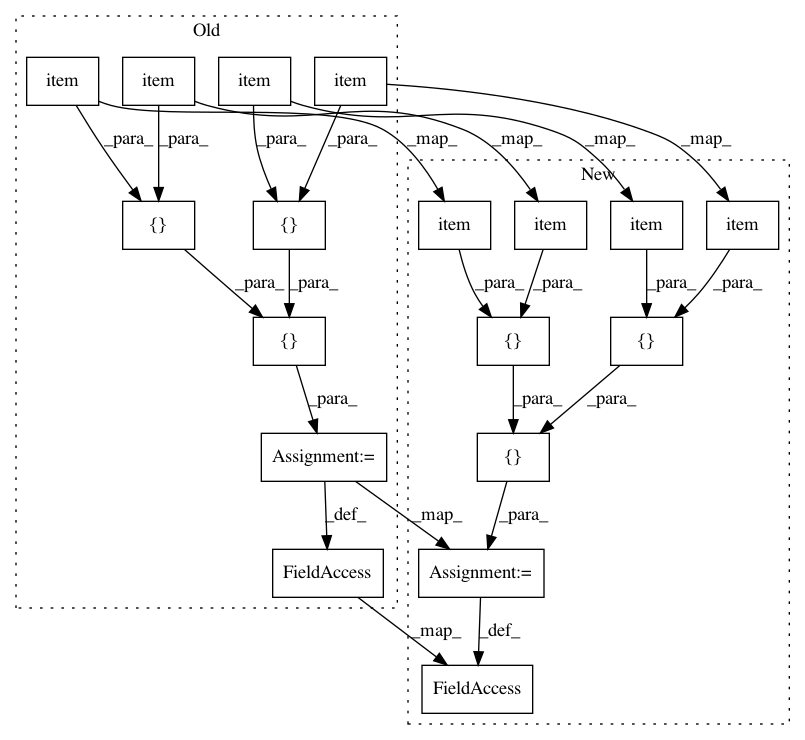 Old
item item item item
_para_ _para_ _para_ _para_ _map_ _map_ _map_ _map_
New
{} {} item item item item
_para_ _para_ _para_ _para_ _para_ _para_
{} {} {}
_para_ _para_ _para_
Assignment:= {}
_def_ _map_ _para_
FieldAccess Assignment:=
_map_ _def_
FieldAccess